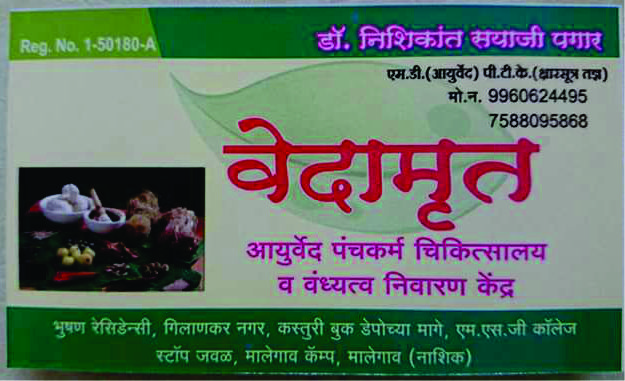 Reg. No. 1-50180-A
डॉ. निशिकांत सयाजी पगार
एम.डी.(आयुर्वेद) पी.टी.के.(क्षारसूत्र तज्ञ)
मो.न. 9960624495
7588095868
वेदामृत
आयुर्वेद पंचकर्म चिकित्सालय
व वंध्यत्व निवारण केंद्र
भुषण रेसिडेन्सी, गिलाणकर नगर, कस्तुरी बुक डेपोच्या मागे, एम.एस.जी कॉलेज
स्टॉप जवळ, मालेगाव कॅम्प, मालेगाव (नाशिक)